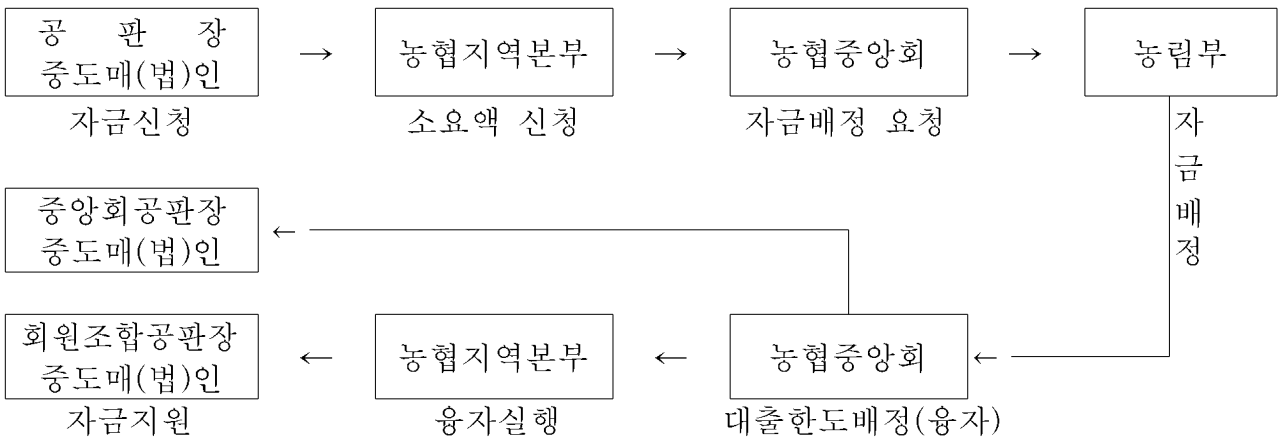 공 판 장
중도매(법)인
→
농협지역본부
→
농협중앙회
→
농림부
자금신청
소요액 신청
자금배정 요청
자금배정
중앙회공판장
중도매(법)인
←
회원조합공판장
중도매(법)인
←
농협지역본부
←
농협중앙회
←
자금지원
융자실행
대출한도배정(융자)